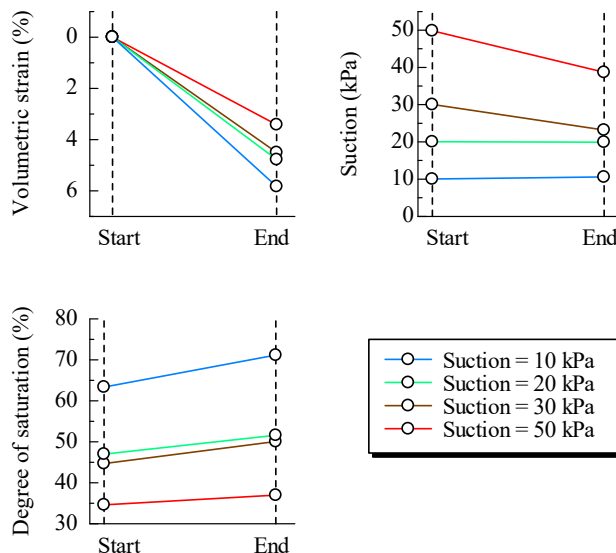 Volumetric strain (%)
0
2
4
6
Start
End
Suction (kPa)
50
40
30
20
10
0
Start
End
Degree of saturation (%)
80
70
60
50
40
30
Start
End
Suction = 10 kPa
Suction = 20 kPa
Suction = 30 kPa
Suction = 50 kPa